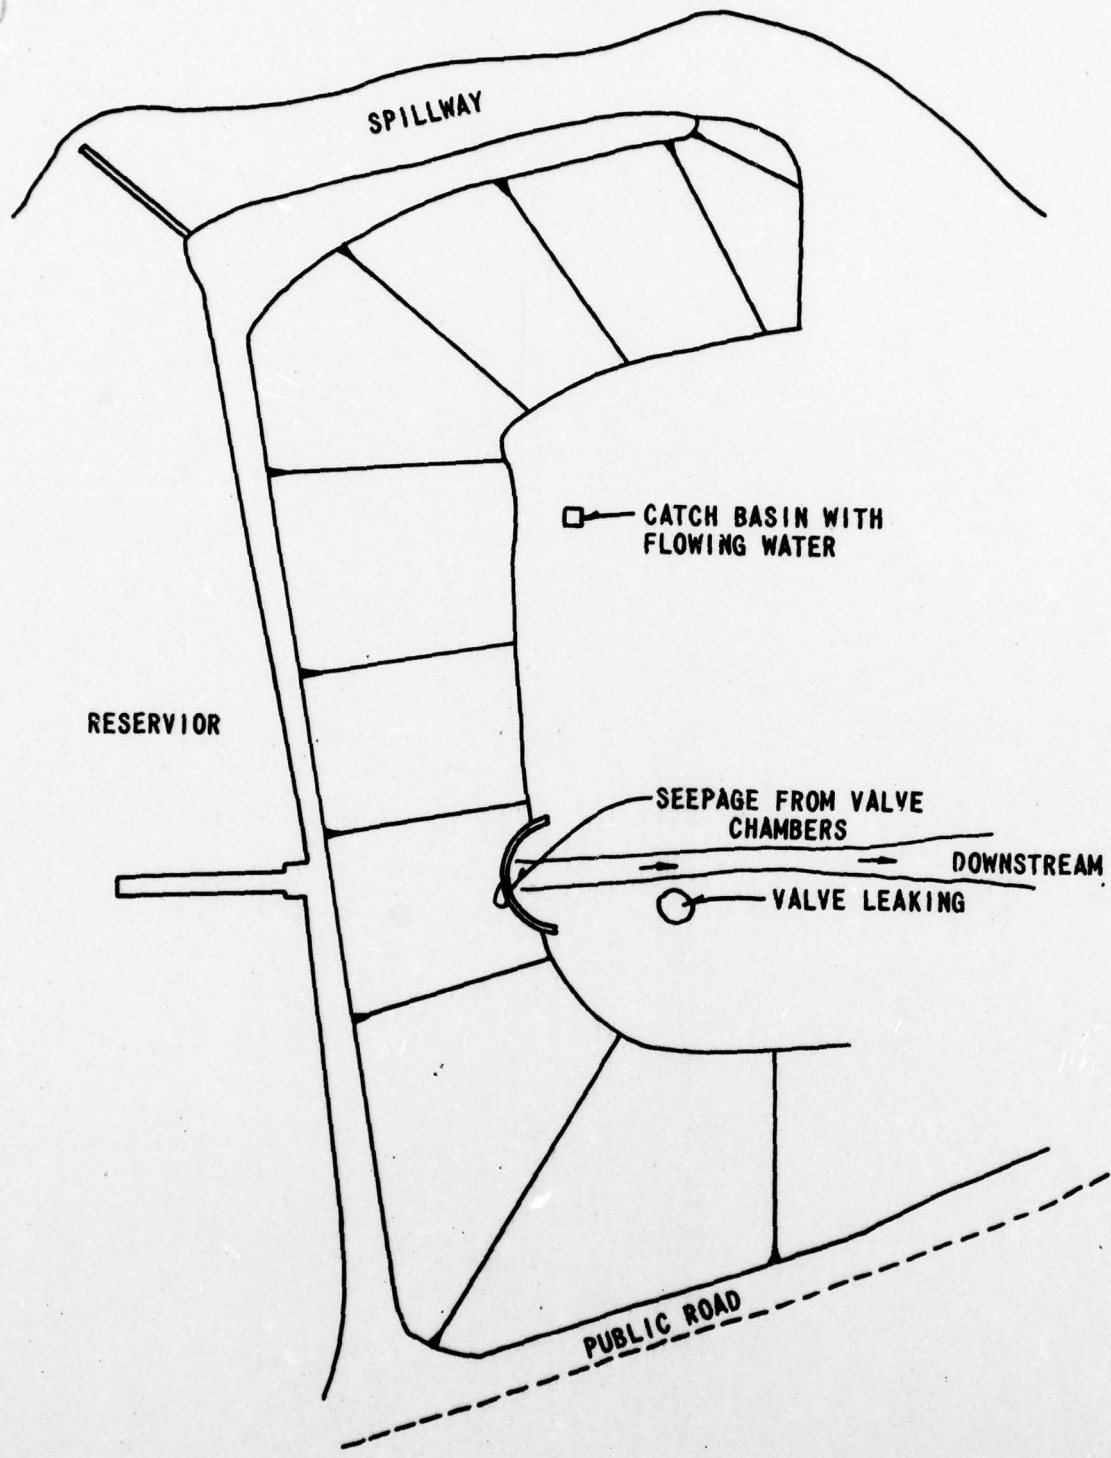 SPILLWAY
CATCH BASIN WITH
FLOWING WATER
RESERVIOR
SEEPAGE FROM VALVE
CHAMBERS
DOWNSTREAM
VALVE LEAKING
PUBLIC ROAD